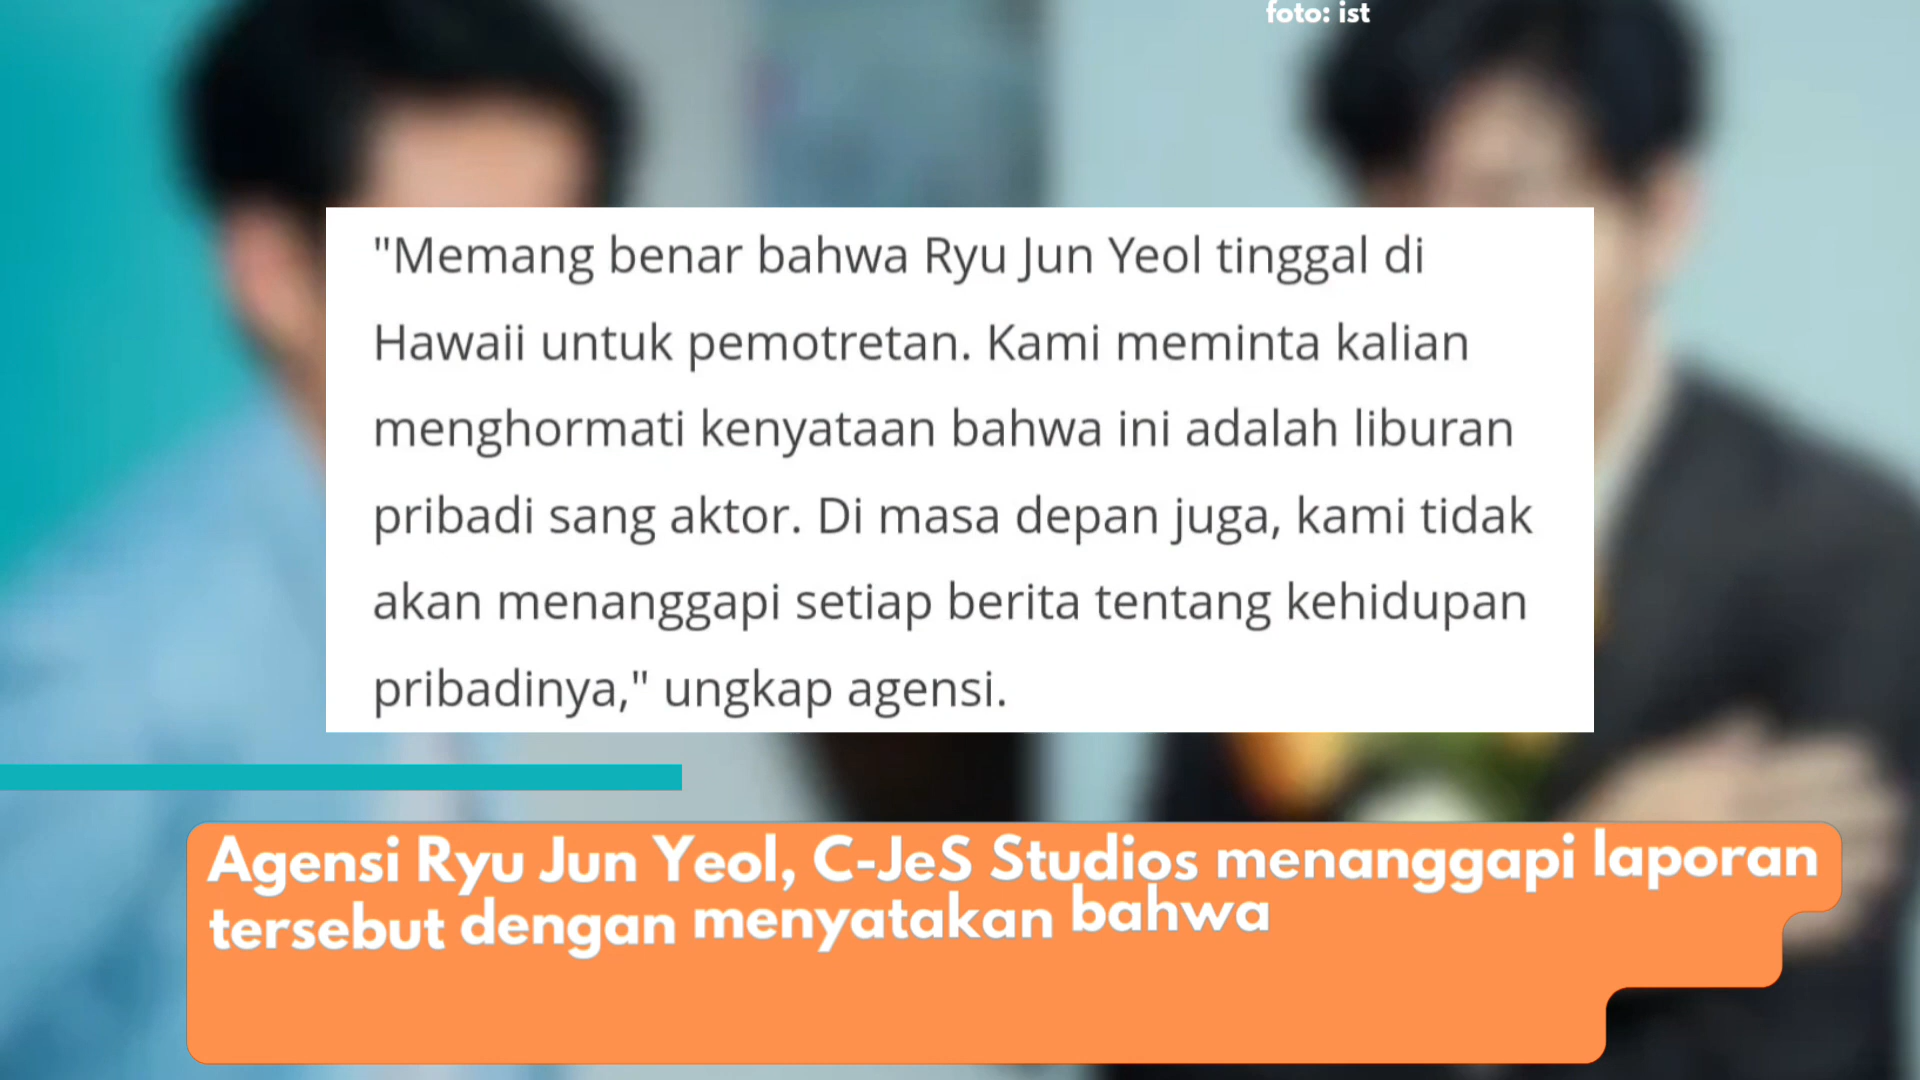 foto: ist
"Memang benar bahwa Ryu Jun Yeol tinggal di
Hawaii untuk pemotretan. Kami meminta kalian
menghormati kenyataan bahwa ini adalah liburan
pribadi sang aktor. Di masa depan juga, kami tidak
akan menanggapi setiap berita tentang kehidupan
pribadinya," ungkap agensi.
Agensi Ryu Jun Yeol, C-JeS Studios menanggapi laporan
tersebut dengan menyatakan bahwa